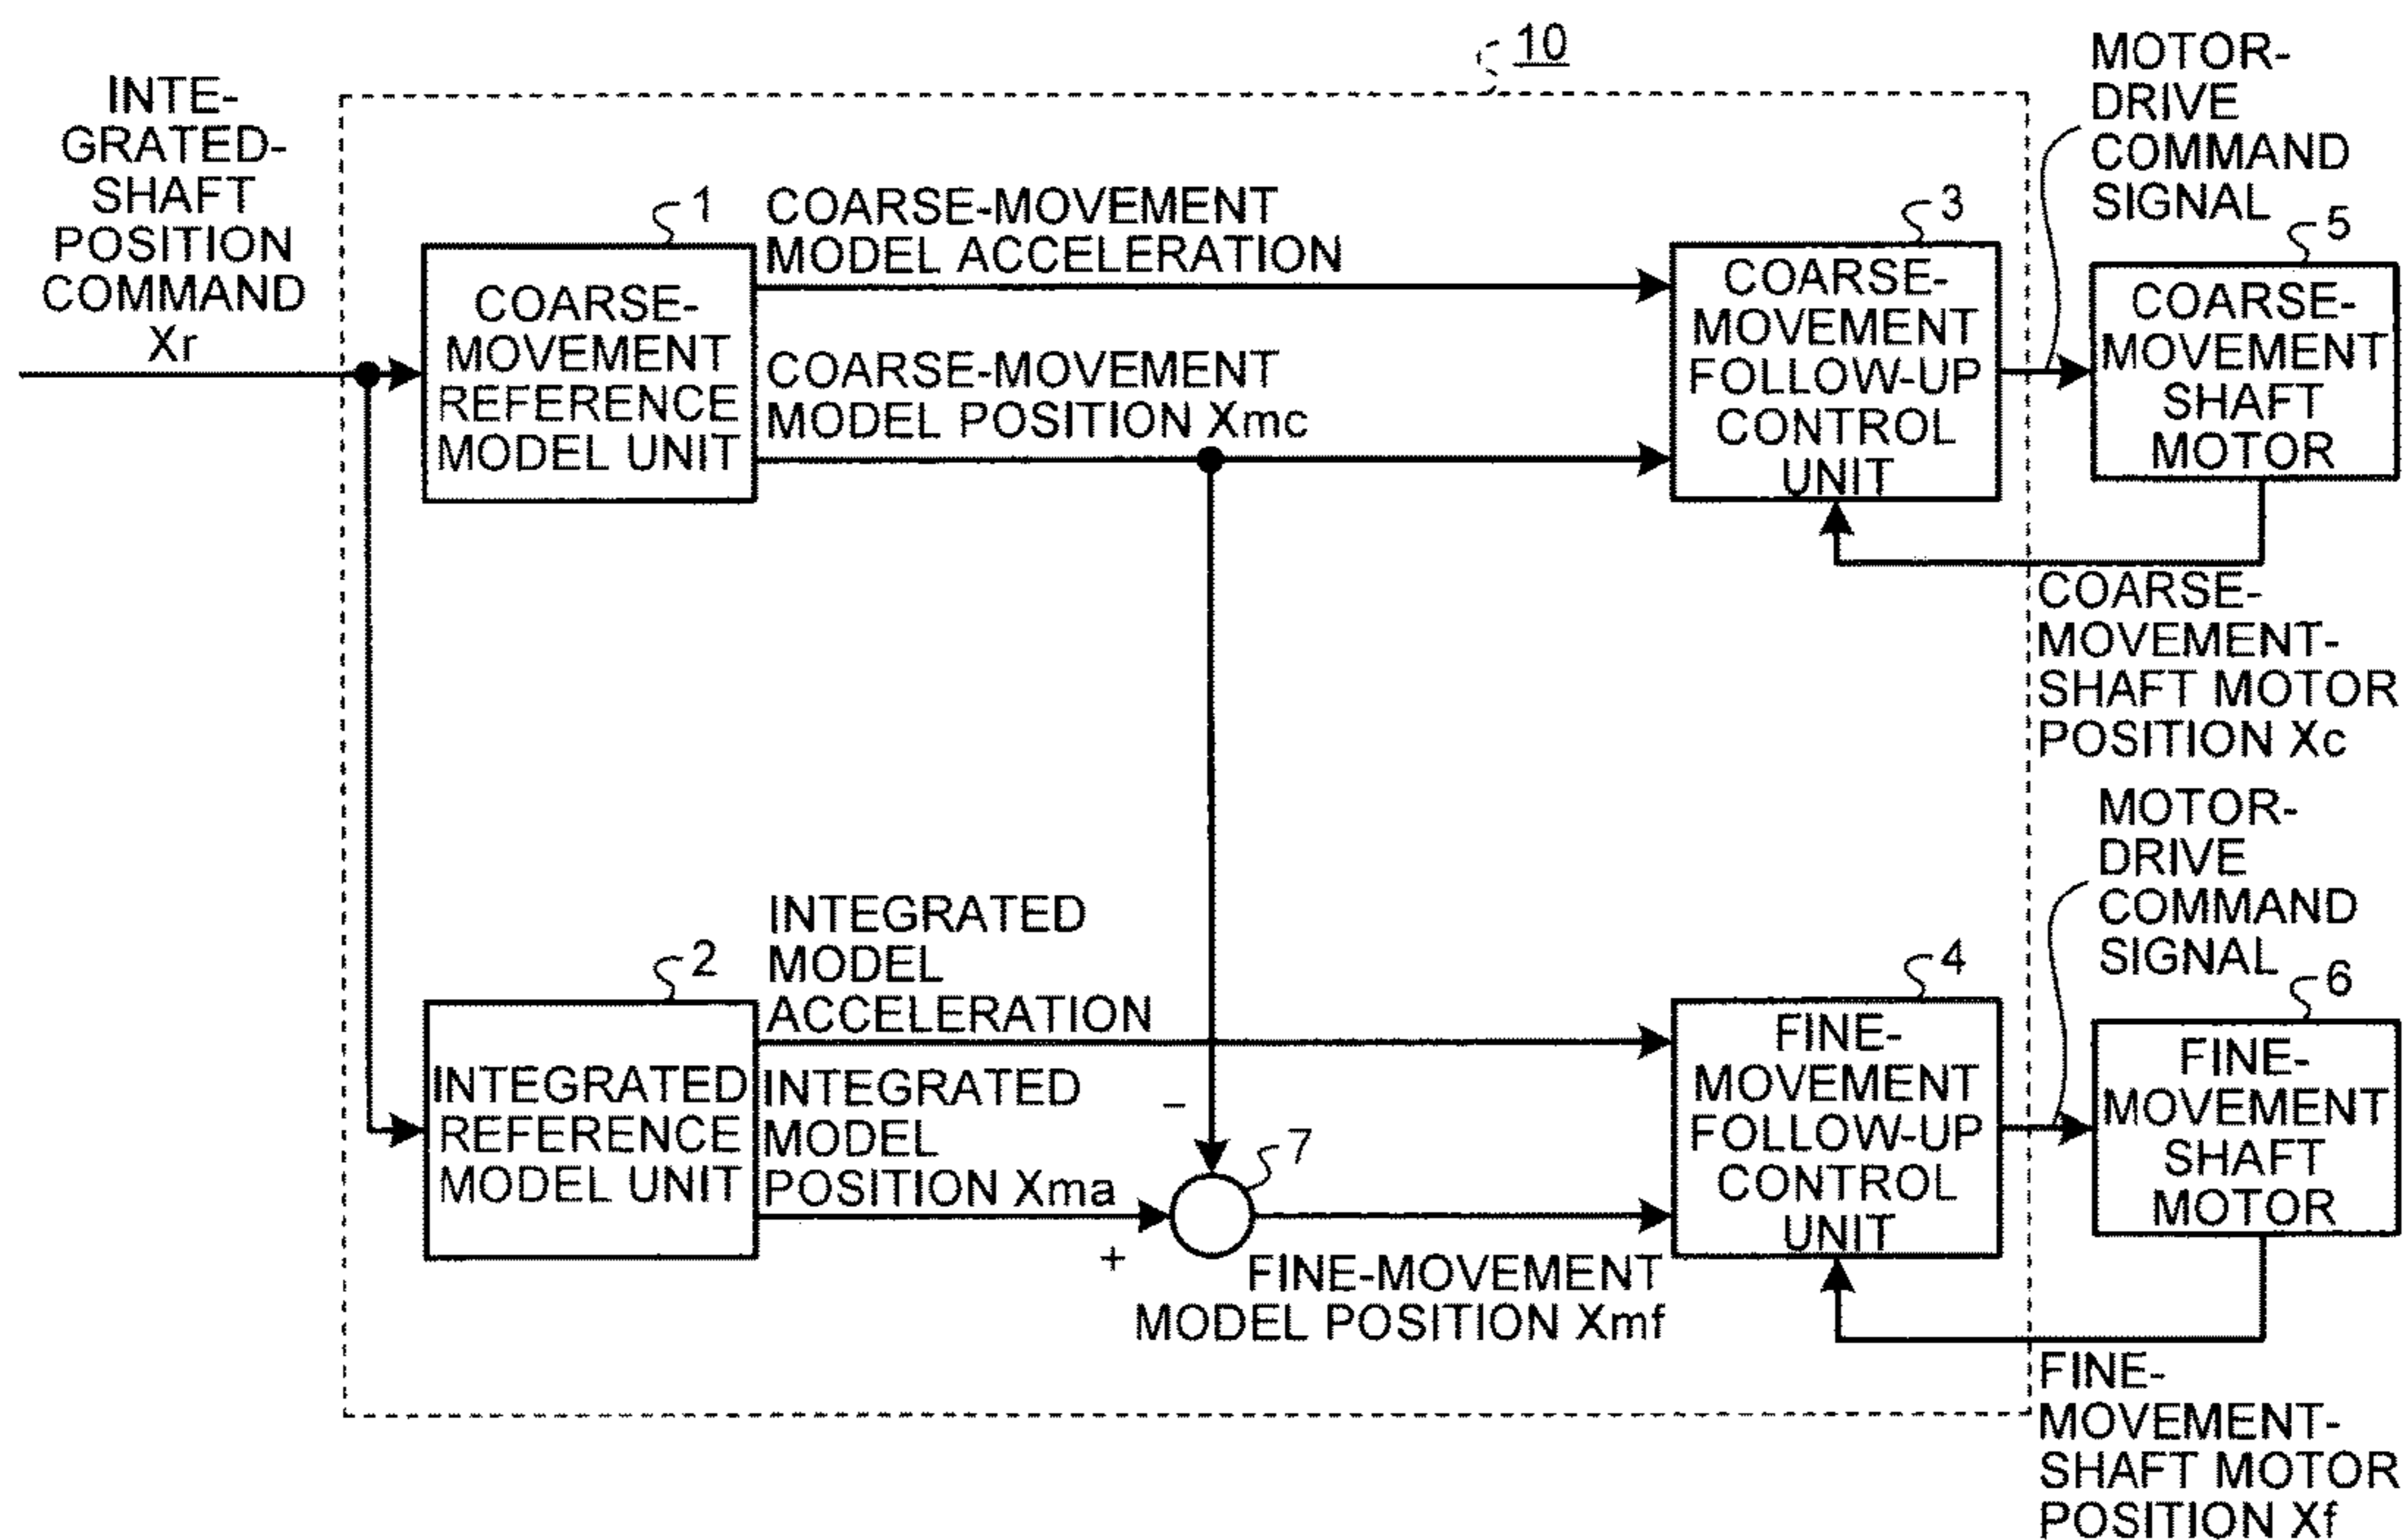 10
INTE-
GRATED-
SHAFT
POSITION
COMMAND
Xr
1
COARSE-
MOVEMENT
REFERENCE
MODEL UNIT
COARSE-MOVEMENT
MODEL ACCELERATION
COARSE-MOVEMENT
MODEL POSITION Xmc
3
COARSE-
MOVEMENT
FOLLOW-UP
CONTROL
UNIT
MOTOR-
DRIVE
COMMAND
SIGNAL
5
COARSE-
MOVEMENT
SHAFT
MOTOR
COARSE-
MOVEMENT-
SHAFT MOTOR
POSITION Xc
2
INTEGRATED
REFERENCE
MODEL UNIT
INTEGRATED
MODEL
ACCELERATION
INTEGRATED
MODEL
POSITION Xma
−
+
7
FINE-MOVEMENT
MODEL POSITION Xmf
4
FINE-
MOVEMENT
FOLLOW-UP
CONTROL
UNIT
MOTOR-
DRIVE
COMMAND
SIGNAL
6
FINE-
MOVEMENT
SHAFT
MOTOR
FINE-
MOVEMENT-
SHAFT MOTOR
POSITION Xf